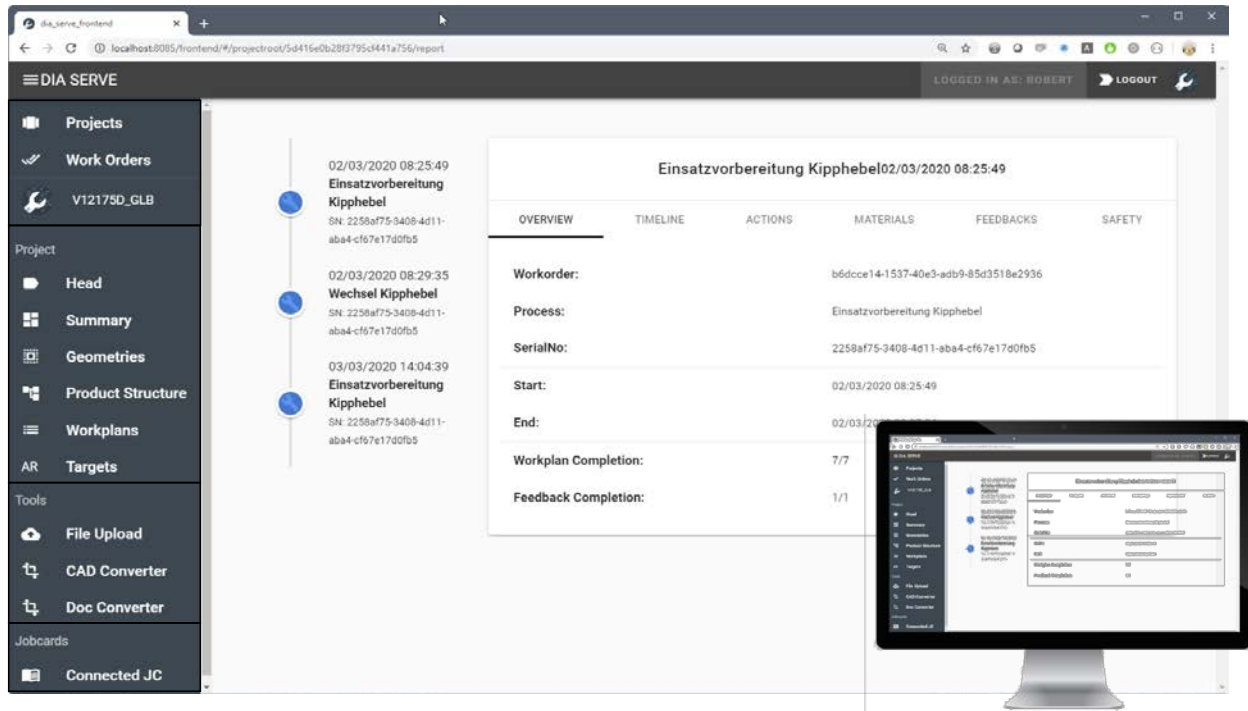 dia_serve_frontend
localhost:8085/frontend/#/projectroot/5d416e0b28f3795cf441a756/report
DIA SERVE
LOGGED IN AS: ROBERT
LOGOUT
Projects
Work Orders
V12175D_GLB
Project
Head
Summary
Geometries
Product Structure
Workplans
AR Targets
Tools
File Upload
CAD Converter
Doc Converter
Jobcards
Connected JC
02/03/2020 08:25:49
Einsatzvorbereitung
Kipphebel
SN: 2258af75-3408-4d11-
aba4-cf67e17d0fb5
02/03/2020 08:29:35
Wechsel Kipphebel
SN: 2258af75-3408-4d11-
aba4-cf67e17d0fb5
03/03/2020 14:04:39
Einsatzvorbereitung
Kipphebel
SN: 2258af75-3408-4d11-
aba4-cf67e17d0fb5
Einsatzvorbereitung Kipphebel02/03/2020 08:25:49
OVERVIEW TIMELINE ACTIONS MATERIALS FEEDBACKS SAFETY
Workorder: b6dcce14-1537-40e3-adb9-85d3518e2936
Process: Einsatzvorbereitung Kipphebel
SerialNo: 2258af75-3408-4d11-aba4-cf67e17d0fb5
Start: 02/03/2020 08:25:49
End:
Workplan Completion: 7/7
Feedback Completion: 1/1